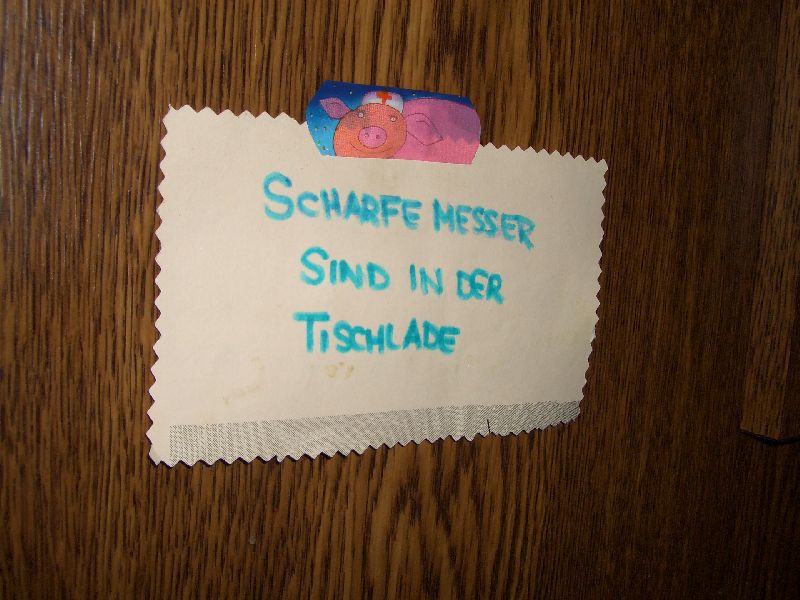 SCHARFE MESSER
SIND IN DER
TISCHLADE